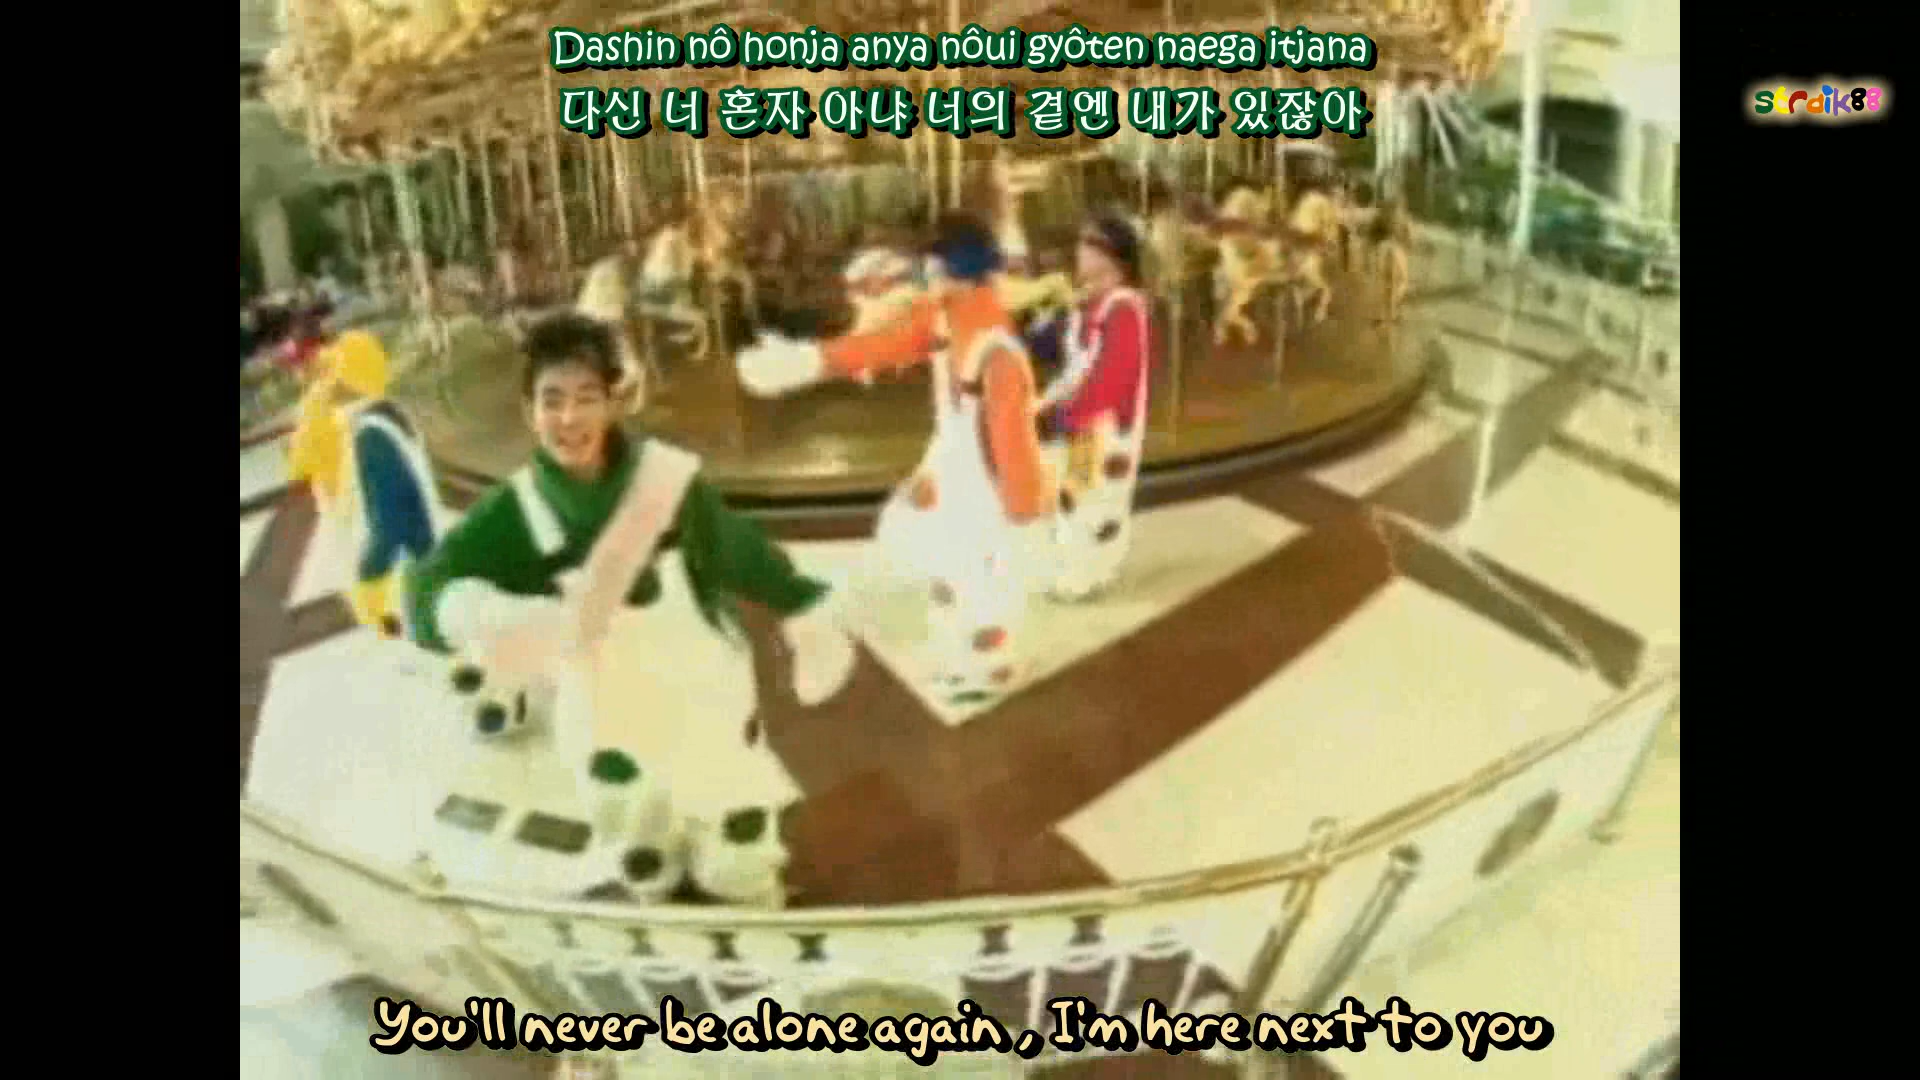 Dashin nô honja anya nôui gyôten naega itjana
다신 너 혼자 아냐 너의 곁엔 내가 있잖아
strdik88
You'll never be alone again , I'm here next to you